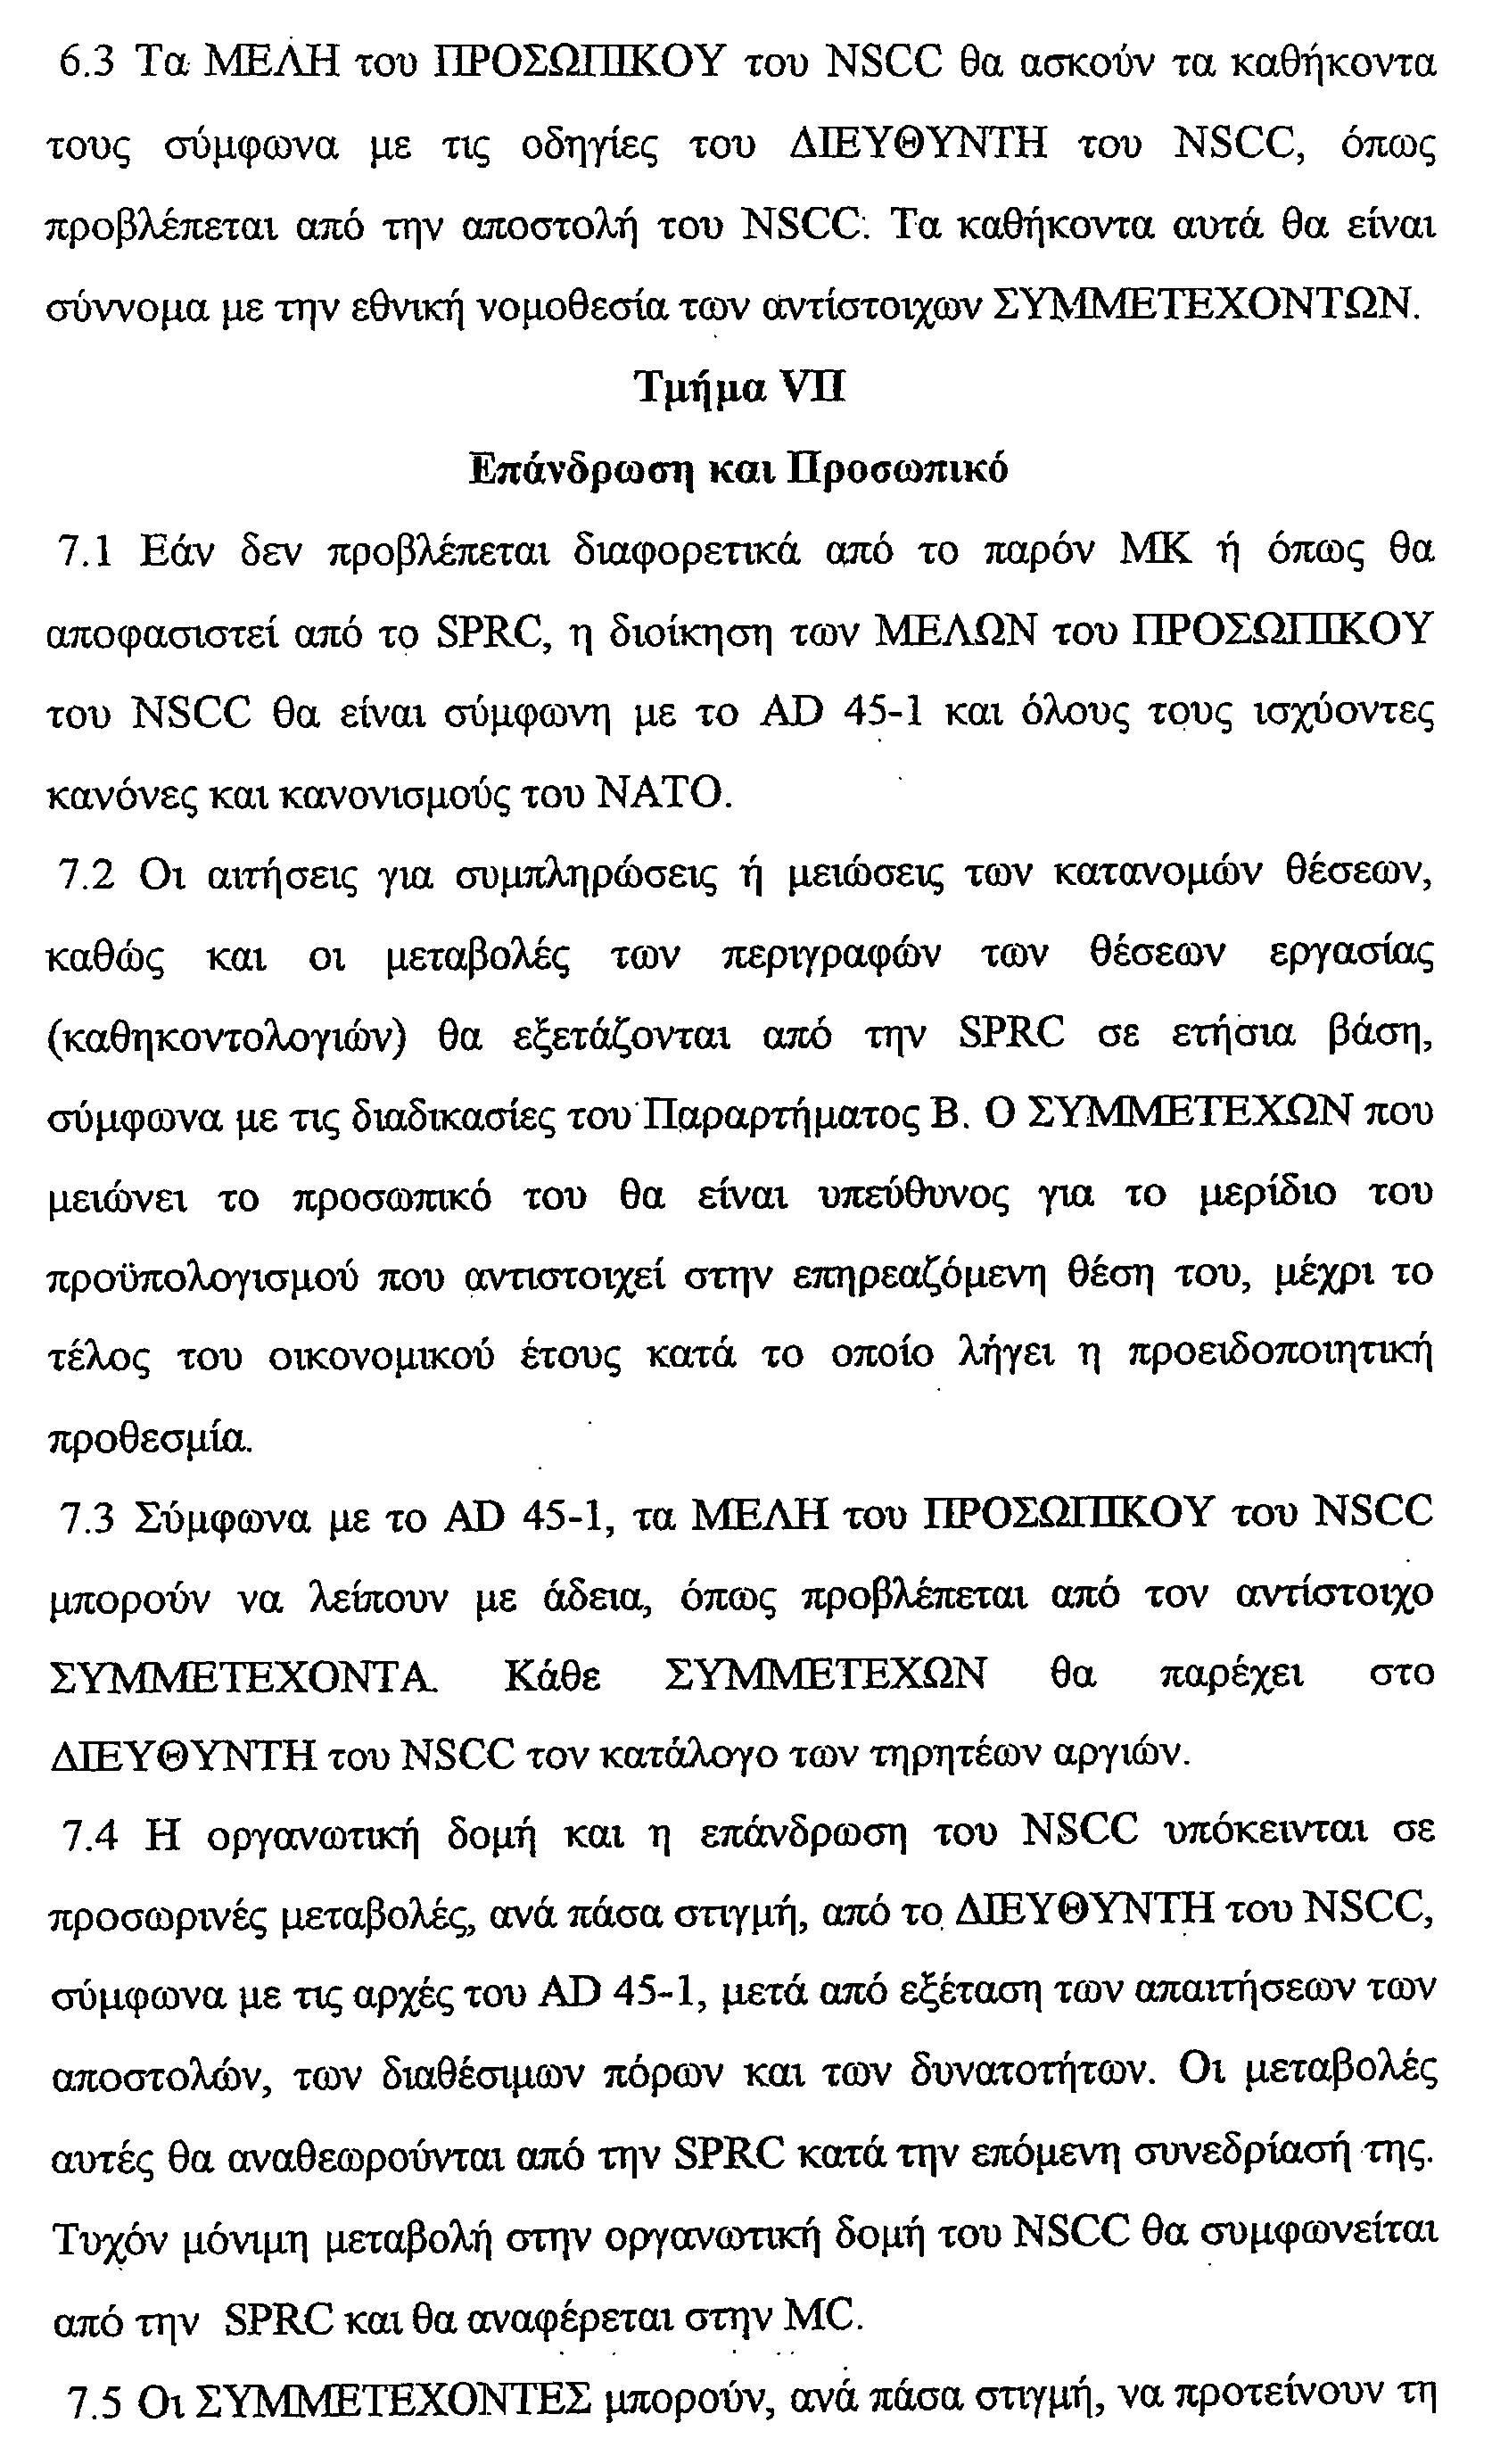 6.3 Τα ΜΕΛΗ του ΠΡΟΣΩΠΙΚΟΥ του NSCC θα ασκούν τα καθήκοντα
τους σύμφωνα με τις οδηγίες του ΔΙΕΥΘΥΝΤΗ του NSCC, όπως
προβλέπεται από την αποστολή του NSCC. Τα καθήκοντα αυτά θα είναι
σύννομα με την εθνική νομοθεσία των αντίστοιχων ΣΥΜΜΕΤΕΧΟΝΤΩΝ.
Τμήμα VII
Επάνδρωση και Προσωπικό
7.1 Εάν δεν προβλέπεται διαφορετικά από το παρόν ΜΚ ή όπως θα
αποφασιστεί από το SPRC, η διοίκηση των ΜΕΛΩΝ του ΠΡΟΣΩΠΙΚΟΥ
του NSCC θα είναι σύμφωνη με το AD 45-1 και όλους τους ισχύοντες
κανόνες και κανονισμούς του ΝΑΤΟ.
7.2 Οι αιτήσεις για συμπληρώσεις ή μειώσεις των κατανομών θέσεων,
καθώς και οι μεταβολές των περιγραφών των θέσεων εργασίας
(καθηκοντολογιών) θα εξετάζονται από την SPRC σε ετήσια βάση,
σύμφωνα με τις διαδικασίες του Παραρτήματος Β. Ο ΣΥΜΜΕΤΕΧΩΝ που
μειώνει το προσωπικό του θα είναι υπεύθυνος για το μερίδιο του
προϋπολογισμού που αντιστοιχεί στην επηρεαζόμενη θέση του, μέχρι το
τέλος του οικονομικού έτους κατά το οποίο λήγει η προειδοποιητική
προθεσμία.
7.3 Σύμφωνα με το AD 45-1, τα ΜΕΛΗ του ΠΡΟΣΩΠΙΚΟΥ του NSCC
μπορούν να λείπουν με άδεια, όπως προβλέπεται από τον αντίστοιχο
ΣΥΜΜΕΤΕΧΟΝΤΑ. Κάθε ΣΥΜΜΕΤΕΧΩΝ θα παρέχει στο
ΔΙΕΥΘΥΝΤΗ του NSCC τον κατάλογο των τηρητέων αργιών.
7.4 Η οργανωτική δομή και η επάνδρωση του NSCC υπόκεινται σε
προσωρινές μεταβολές, ανά πάσα στιγμή, από το ΔΙΕΥΘΥΝΤΗ του NSCC,
σύμφωνα με τις αρχές του AD 45-1, μετά από εξέταση των απαιτήσεων των
αποστολών, των διαθέσιμων πόρων και των δυνατοτήτων. Οι μεταβολές
αυτές θα αναθεωρούνται από την SPRC κατά την επόμενη συνεδρίασή της.
Τυχόν μόνιμη μεταβολή στην οργανωτική δομή του NSCC θα συμφωνείται
από την SPRC και θα αναφέρεται στην MC.
7.5 Οι ΣΥΜΜΕΤΕΧΟΝΤΕΣ μπορούν, ανά πάσα στιγμή, να προτείνουν τη